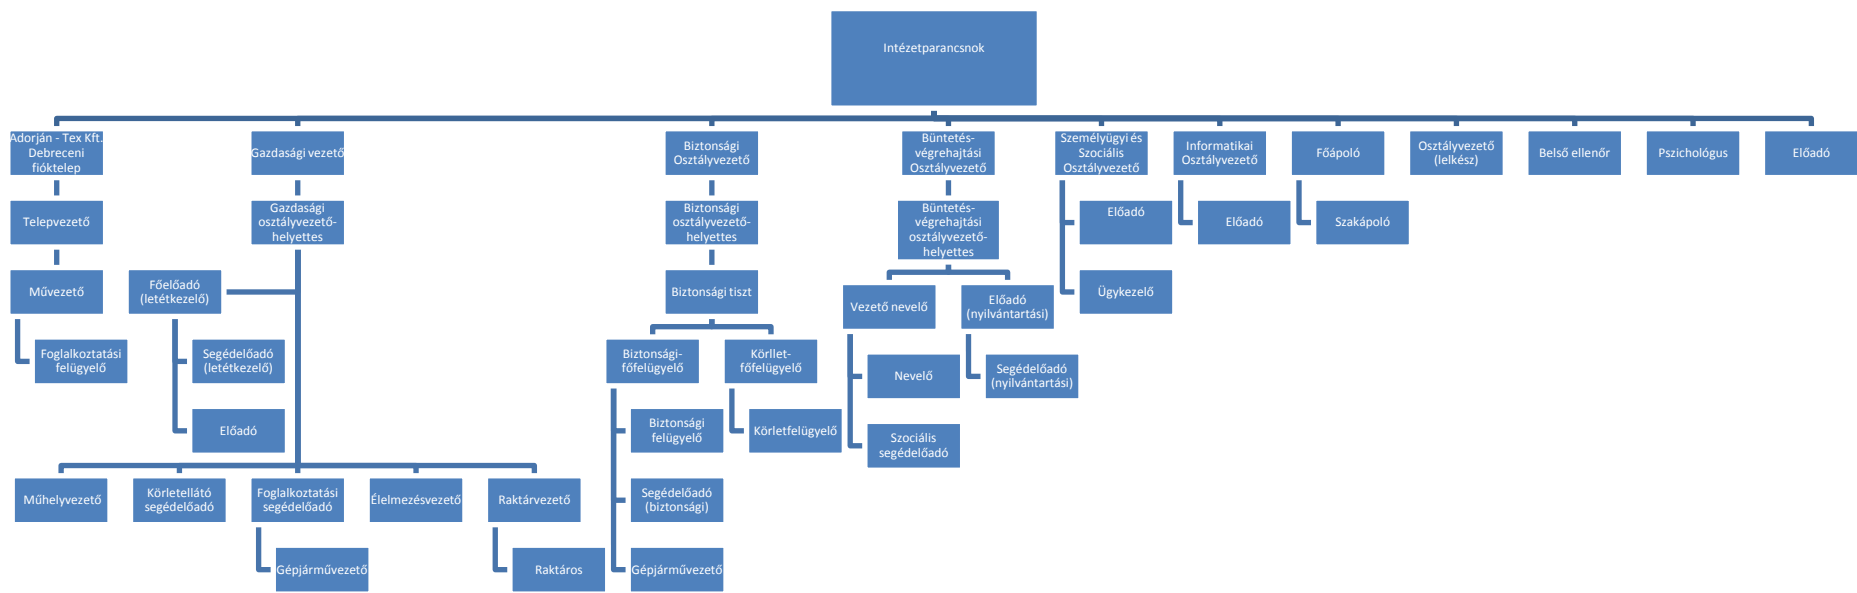 Intézetparancsnok
Adorján - Tex Kft.
Debreceni
fióktelep
Gazdasági vezető
Biztonsági
Osztályvezető
Büntetés-
végrehajtási
Osztályvezető
Személyügyi és
Szociális
Osztályvezető
Informatikai
Osztályvezető
Főápoló
Osztályvezető
(lelkész)
Belső ellenőr
Pszichológus
Előadó
Telepvezető
Gazdasági
osztályvezető-
helyettes
Biztonsági
osztályvezető-
helyettes
Büntetés-
végrehajtási
osztályvezető-
helyettes
Előadó
Előadó
Szakápoló
Művezető
Főelőadó
(letétkezelő)
Biztonsági tiszt
Vezető nevelő
Előadó
(nyilvántartási)
Ügykezelő
Foglalkoztatási
felügyelő
Segédelőadó
(letétkezelő)
Biztonsági-
főfelügyelő
Körllet-
főfelügyelő
Nevelő
Segédelőadó
(nyilvántartási)
Előadó
Biztonsági
felügyelő
Körletfelügyelő
Szociális
segédelőadó
Műhelyvezető
Körletellátó
segédelőadó
Foglalkoztatási
segédelőadó
Élelmezésvezető
Raktárvezető
Segédelőadó
(biztonsági)
Gépjárművezető
Raktáros
Gépjárművezető